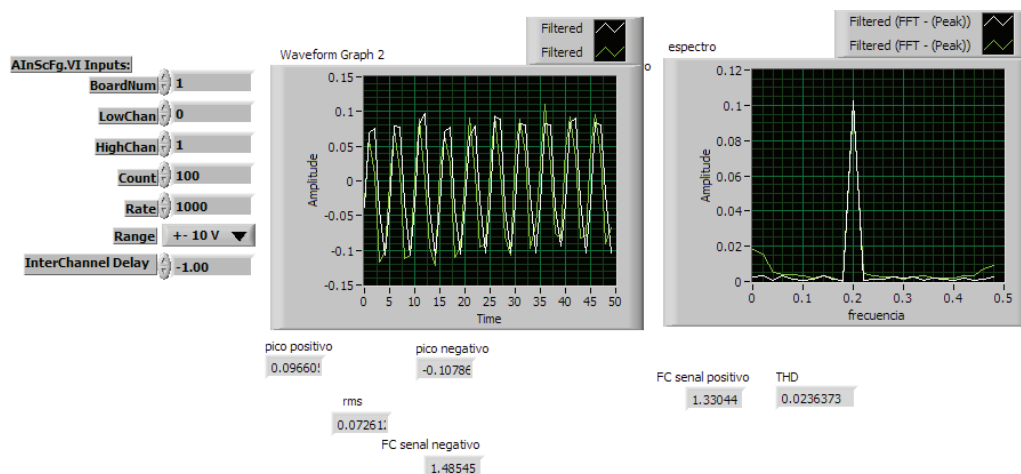 AInScFg.VI Inputs:
BoardNum 1
LowChan 0
HighChan 1
Count 100
Rate 1000
Range +- 10 V
InterChannel Delay -1.00
Waveform Graph 2
Filtered
Filtered
o
Amplitude
0.15
0.1
0.05
0
-0.05
-0.1
-0.15
0 5 10 15 20 25 30 35 40 45 50
Time
espectro
Filtered (FFT - (Peak))
Filtered (FFT - (Peak))
Amplitude
0.12
0.1
0.08
0.06
0.04
0.02
0
0 0.1 0.2 0.3 0.4 0.5
frecuencia
pico positivo
0.09660
pico negativo
-0.10786
rms
0.07261
FC senal negativo
1.48545
FC senal positivo
1.33044
THD
0.0236373